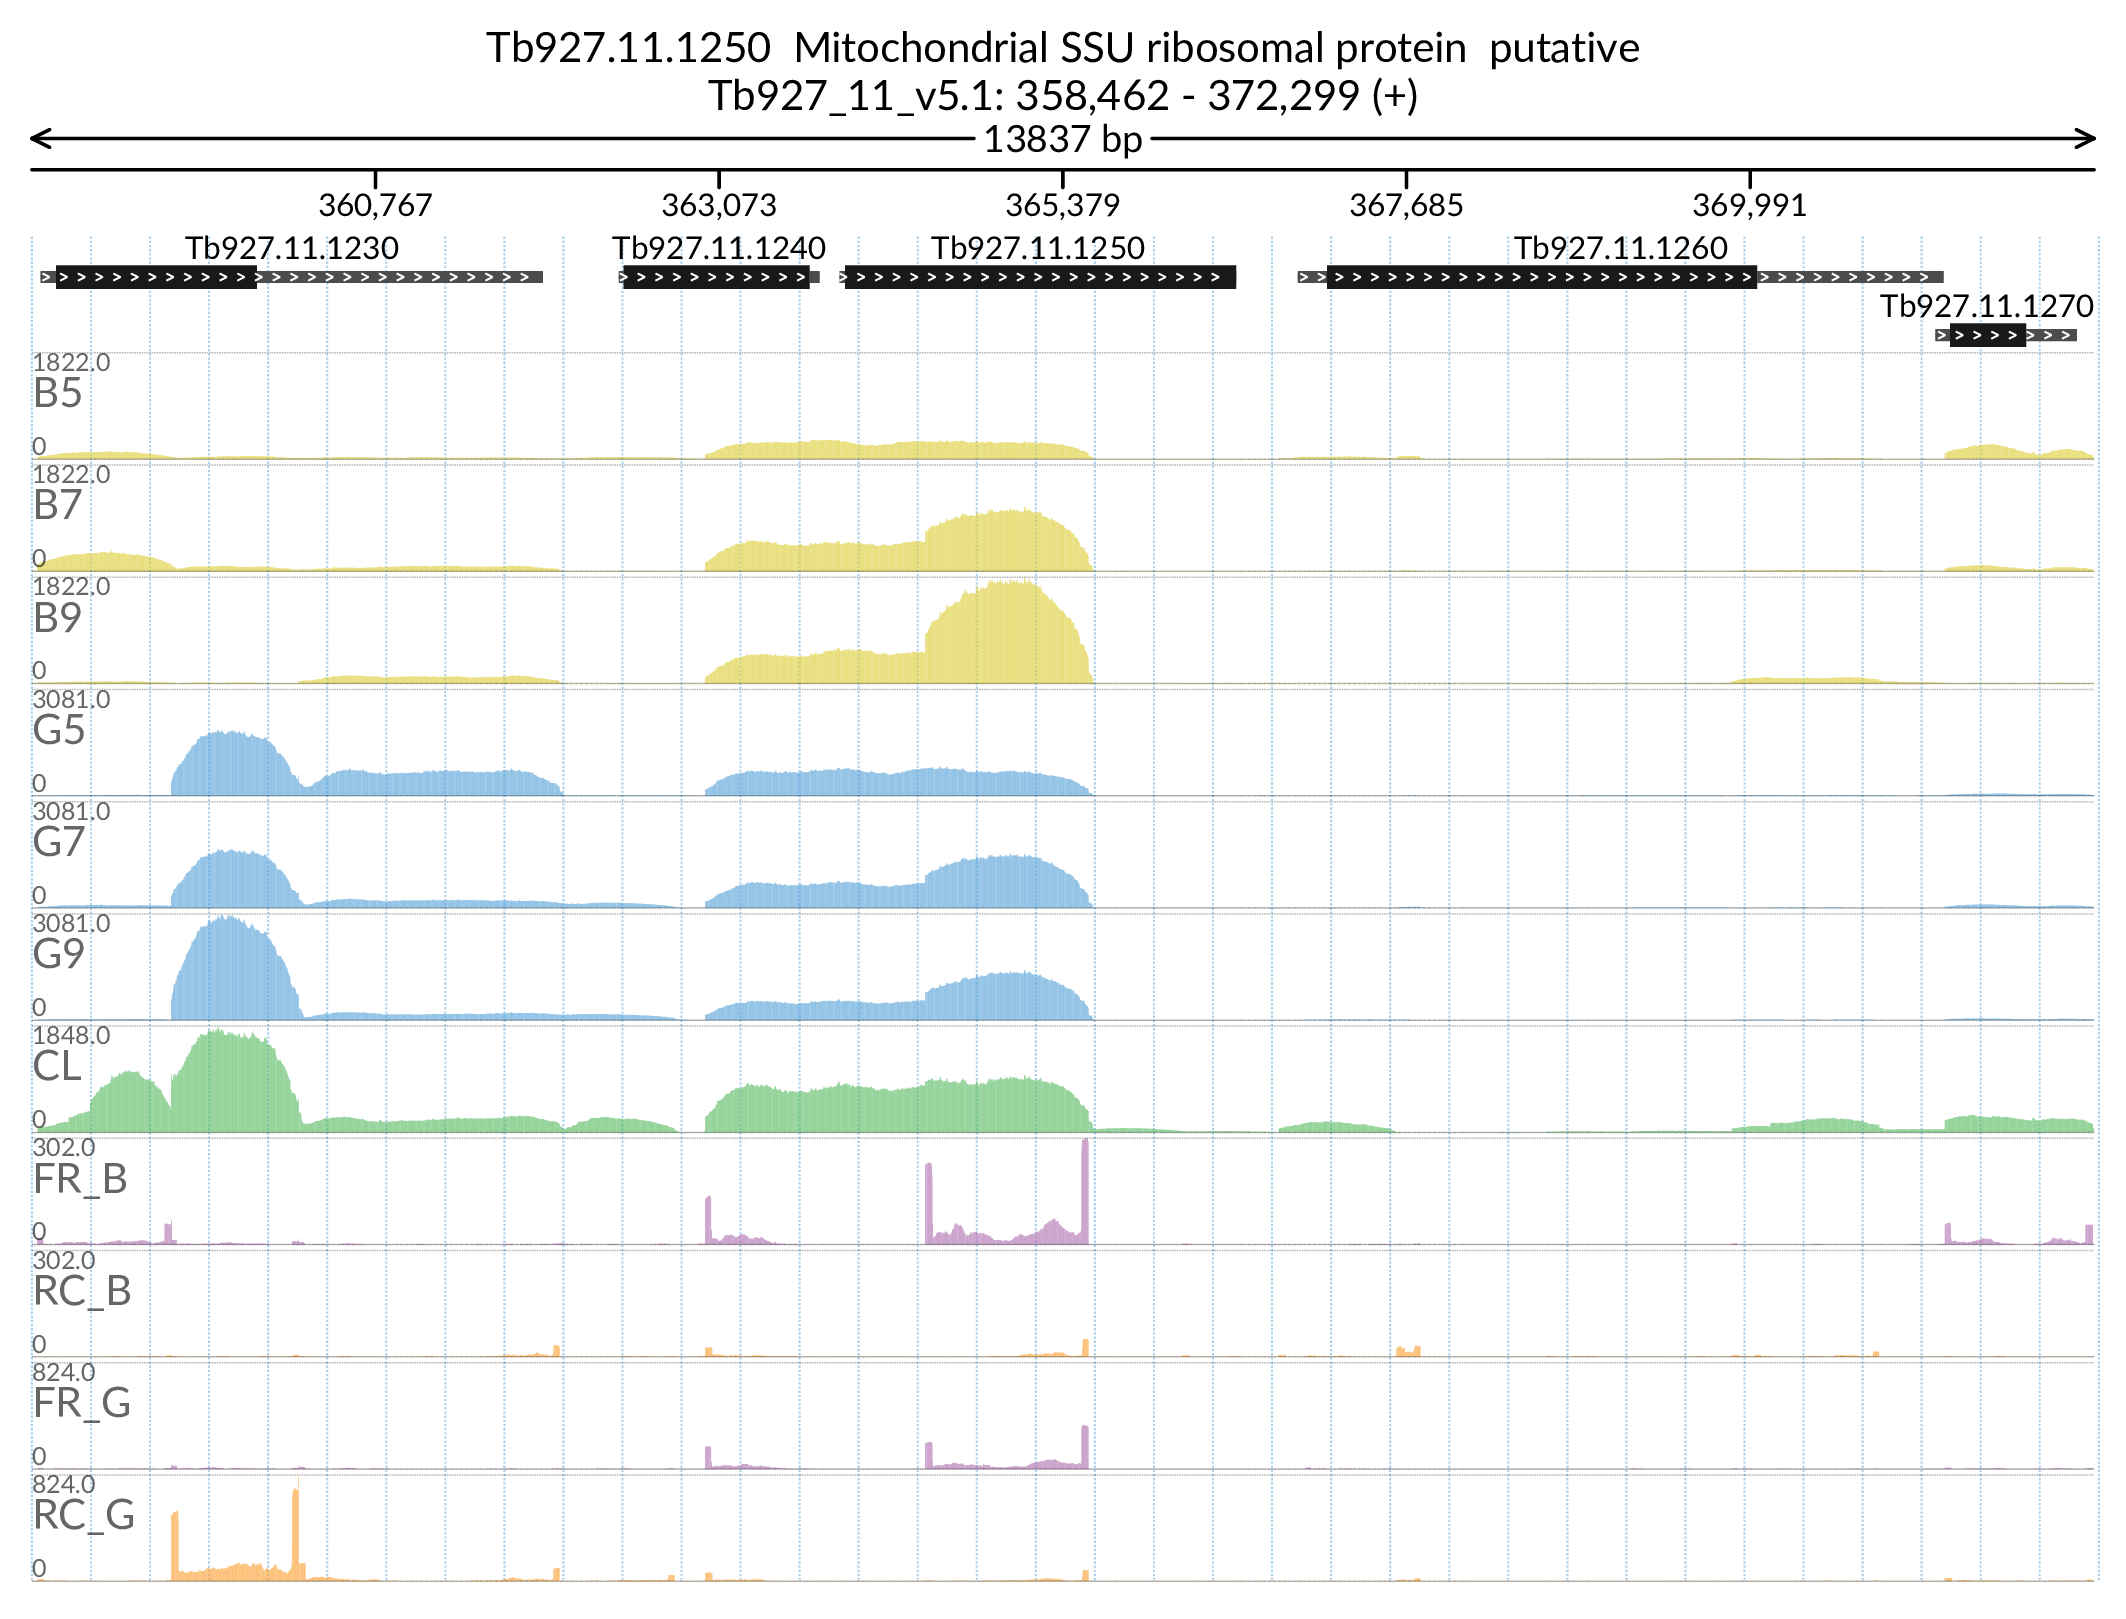 Tb927.11.1250  Mitochondrial SSU ribosomal protein  putative
Tb927_11_v5.1: 358,462 - 372,299 (+)
13837 bp
360,767 363,073 365,379 367,685 369,991
Tb927.11.1230 Tb927.11.1240 Tb927.11.1250 Tb927.11.1260
Tb927.11.1270
1822.0
B5
0
1822.0
B7
0
1822.0
B9
0
3081.0
G5
0
3081.0
G7
0
3081.0
G9
0
1848.0
CL
0
302.0
FR_B
0
302.0
RC_B
0
824.0
FR_G
0
824.0
RC_G
0